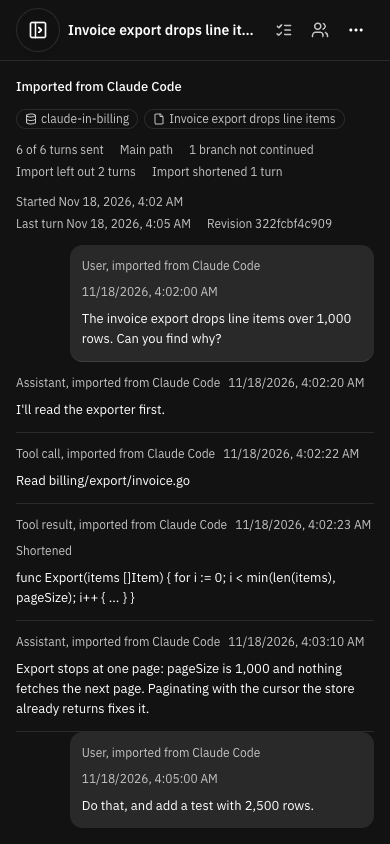 Invoice export drops line it...
Imported from Claude Code
claude-in-billing
Invoice export drops line items
6 of 6 turns sent Main path 1 branch not continued
Import left out 2 turns Import shortened 1 turn
Started Nov 18, 2026, 4:02 AM
Last turn Nov 18, 2026, 4:05 AM Revision 322fcbf4c909
User, imported from Claude Code
11/18/2026, 4:02:00 AM
The invoice export drops line items over 1,000
rows. Can you find why?
Assistant, imported from Claude Code 11/18/2026, 4:02:20 AM
I'll read the exporter first.
Tool call, imported from Claude Code 11/18/2026, 4:02:22 AM
Read billing/export/invoice.go
Tool result, imported from Claude Code 11/18/2026, 4:02:23 AM
Shortened
func Export(items []Item) { for i := 0; i < min(len(items),
pageSize); i++ { ... } }
Assistant, imported from Claude Code 11/18/2026, 4:03:10 AM
Export stops at one page: pageSize is 1,000 and nothing
fetches the next page. Paginating with the cursor the store
already returns fixes it.
User, imported from Claude Code
11/18/2026, 4:05:00 AM
Do that, and add a test with 2,500 rows.